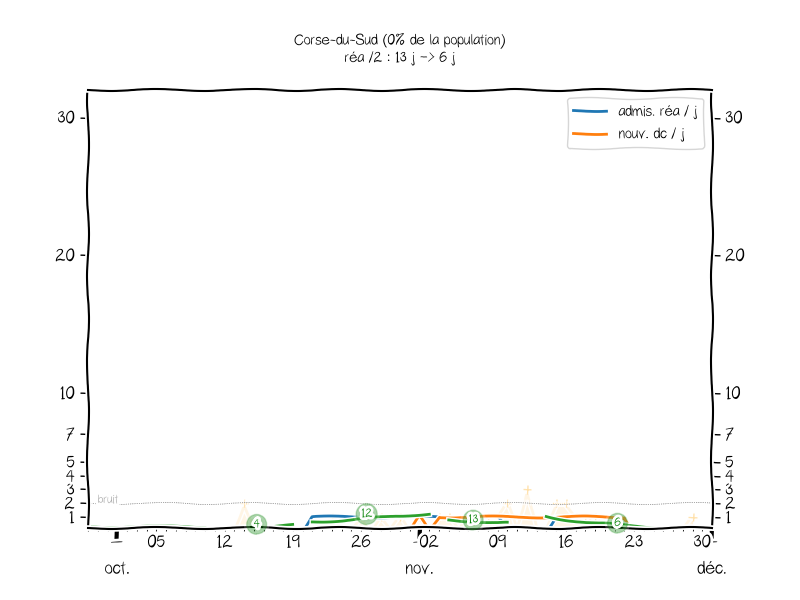 Corse-du-Sud (0% de la population)
réa /2 : 13 j -> 6 j
admis. réa / j
nouv. dc / j
30 30
20 20
10 10
7 7
5 5
4 4
3 3
2 2
bruit
1 1
4 12 13 6
05 12 19 26 02 09 16 23 30
oct. nov. déc.